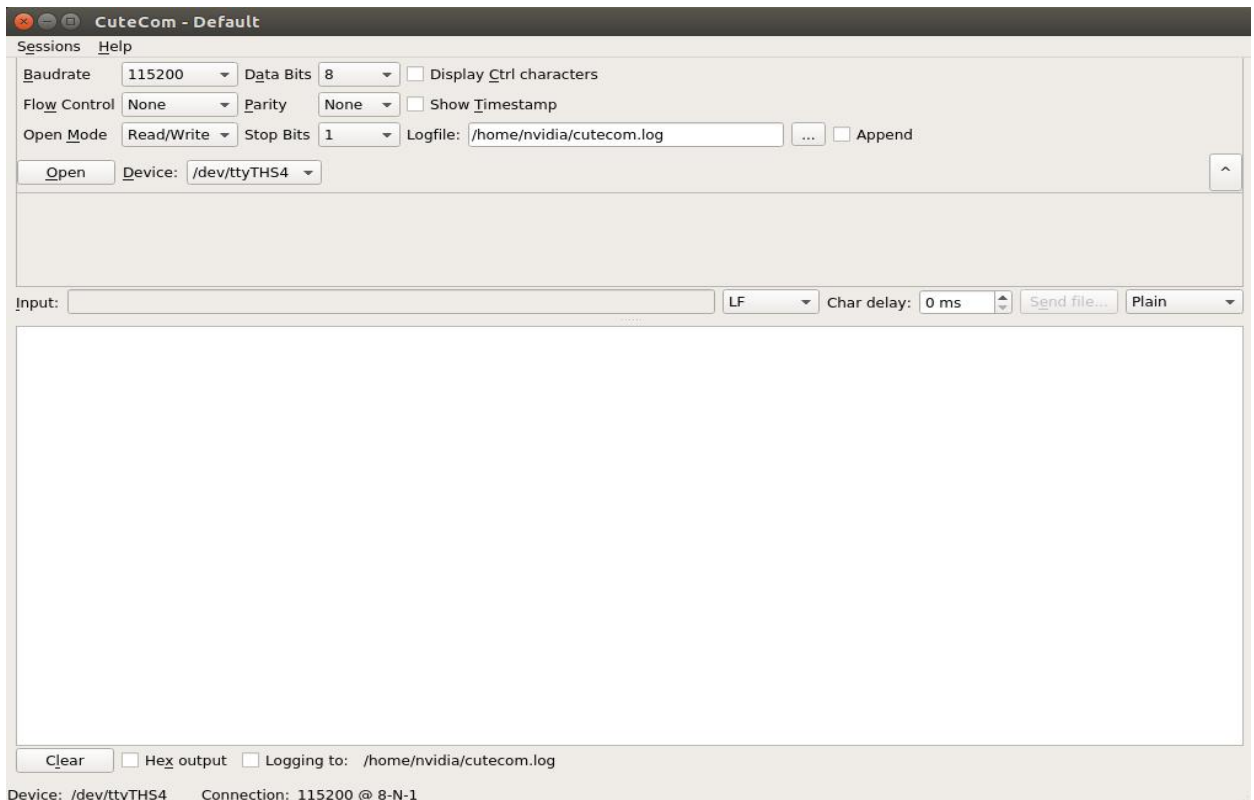 CuteCom - Default
Sessions Help
Baudrate 115200 Data Bits 8 Display Ctrl characters
Flow Control None Parity None Show Timestamp
Open Mode Read/Write Stop Bits 1 Logfile: /home/nvidia/cutecom.log ... Append
Open Device: /dev/ttyTHS4 ^
Input: LF Char delay: 0 ms Send file... Plain
Clear Hex output Logging to: /home/nvidia/cutecom.log
Device: /dev/ttyTHS4 Connection: 115200 @ 8-N-1